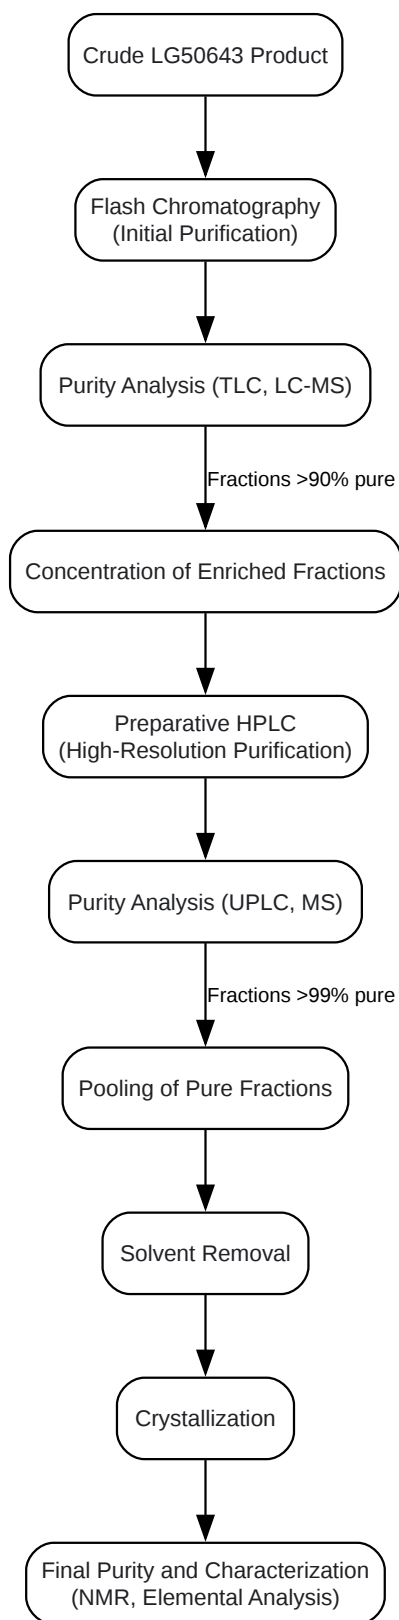 Crude LG50643 Product
Flash Chromatography
(Initial Purification)
Purity Analysis (TLC, LC-MS)
Fractions >90% pure
Concentration of Enriched Fractions
Preparative HPLC
(High-Resolution Purification)
Purity Analysis (UPLC, MS)
Fractions >99% pure
Pooling of Pure Fractions
Solvent Removal
Crystallization
Final Purity and Characterization
(NMR, Elemental Analysis)